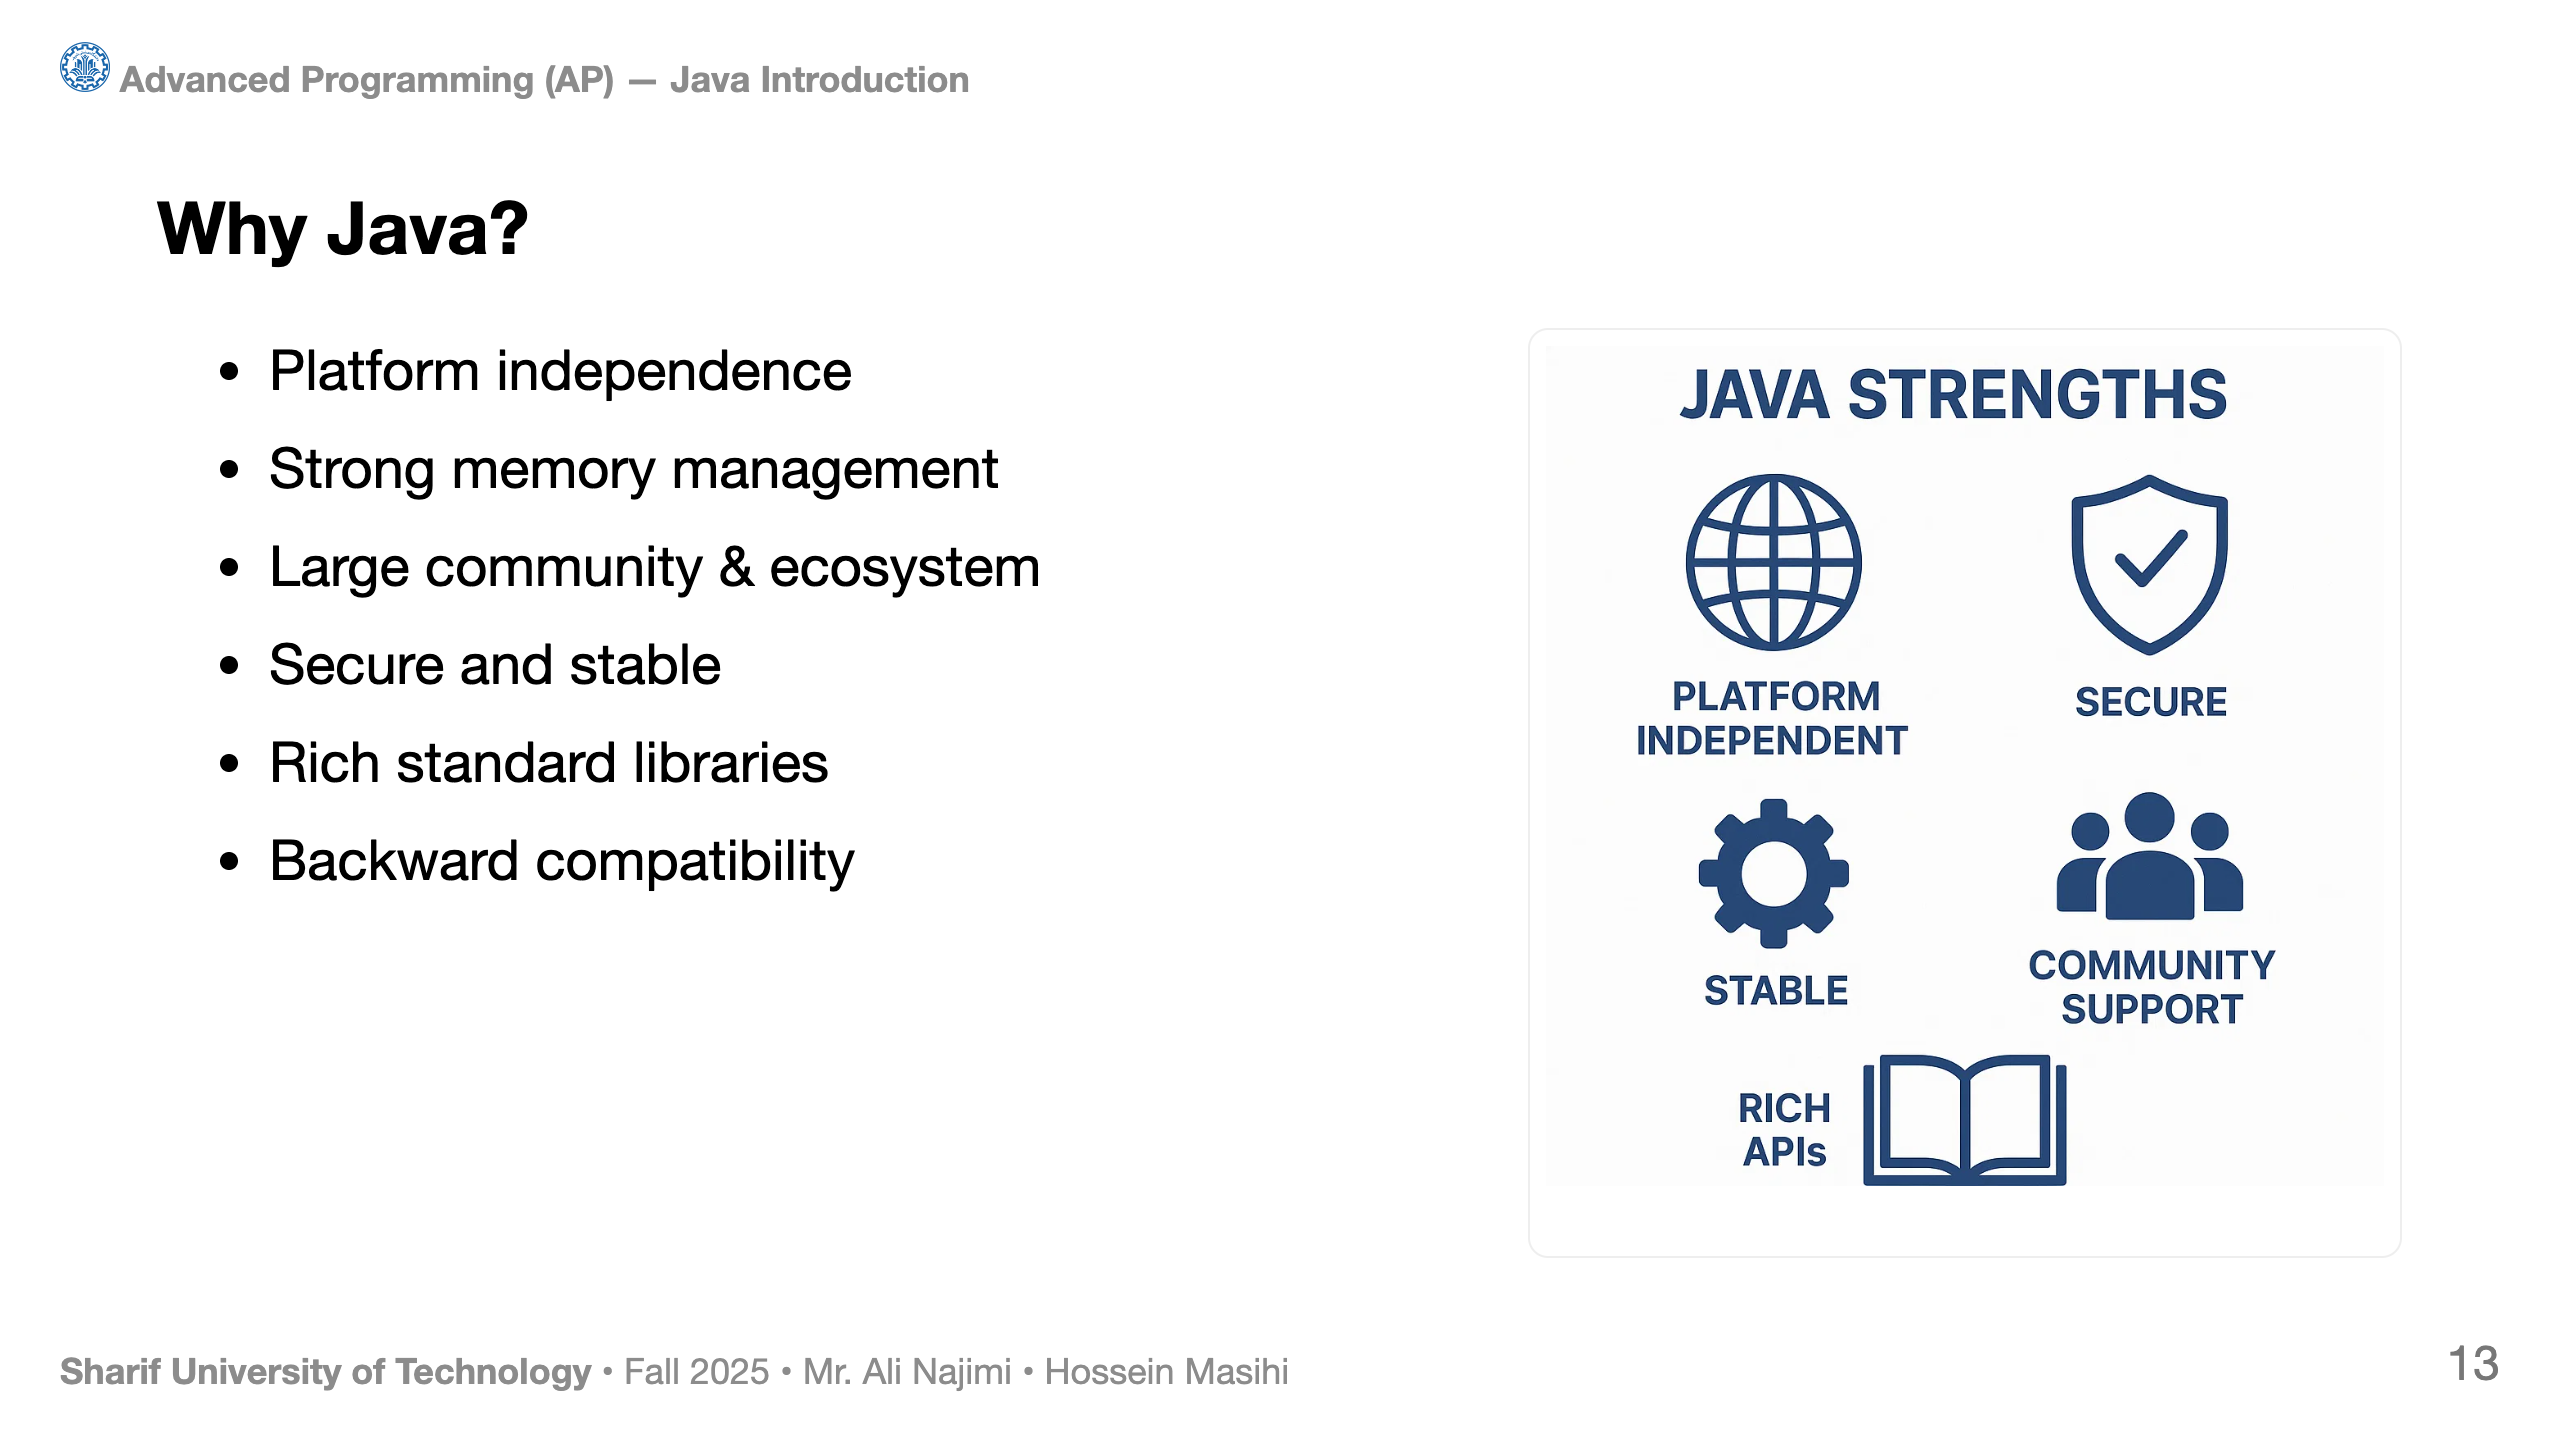 Advanced Programming (AP) — Java Introduction
Why Java?
• Platform independence
• Strong memory management
• Large community & ecosystem
• Secure and stable
• Rich standard libraries
• Backward compatibility
JAVA STRENGTHS
PLATFORM
INDEPENDENT
SECURE
STABLE
COMMUNITY
SUPPORT
RICH
APIs
Sharif University of Technology • Fall 2025 • Mr. Ali Najimi • Hossein Masihi
13